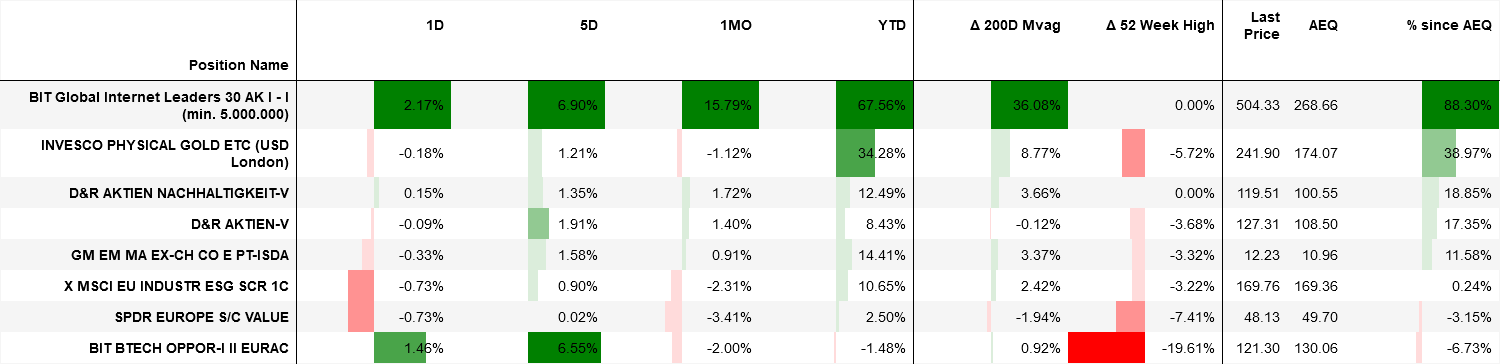 Position Name 1D 5D 1MO YTD Δ 200D Mvag Δ 52 Week High Last Price AEQ % since AEQ
BIT Global Internet Leaders 30 AK I - I (min. 5.000.000) 2.17% 6.90% 15.79% 67.56% 36.08% 0.00% 504.33 268.66 88.30%
INVESCO PHYSICAL GOLD ETC (USD London) -0.18% 1.21% -1.12% 34.28% 8.77% -5.72% 241.90 174.07 38.97%
D&R AKTIEN NACHHALTIGKEIT-V 0.15% 1.35% 1.72% 12.49% 3.66% 0.00% 119.51 100.55 18.85%
D&R AKTIEN-V -0.09% 1.91% 1.40% 8.43% -0.12% -3.68% 127.31 108.50 17.35%
GM EM MA EX-CH CO E PT-ISDA -0.33% 1.58% 0.91% 14.41% 3.37% -3.32% 12.23 10.96 11.58%
X MSCI EU INDUSTR ESG SCR 1C -0.73% 0.90% -2.31% 10.65% 2.42% -3.22% 169.76 169.36 0.24%
SPDR EUROPE S/C VALUE -0.73% 0.02% -3.41% 2.50% -1.94% -7.41% 48.13 49.70 -3.15%
BIT BTECH OPPOR-I II EURAC 1.46% 6.55% -2.00% -1.48% 0.92% -19.61% 121.30 130.06 -6.73%